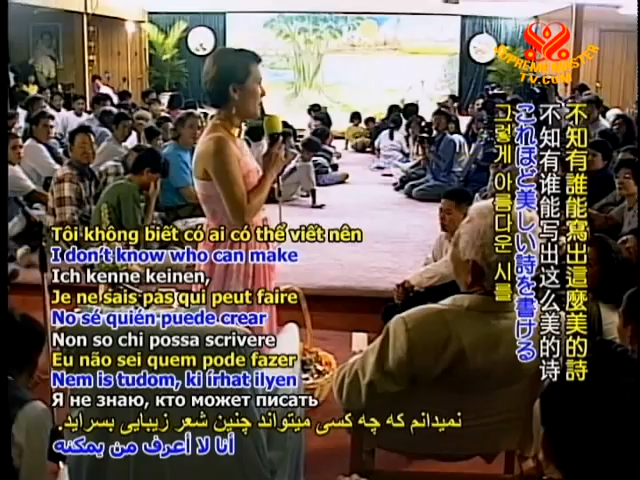 SUPREME MASTER
TV.COM
不知有誰能寫出這麼美的詩
不知有谁能写出这么美的诗
これほど美しい詩を書ける
그렇게 아름다운 시를
Tôi không biết có ai có thể viết nên
I don't know who can make
Ich kenne keinen,
Je ne sais pas qui peut faire
No sé quién puede crear
Non so chi possa scrivere
Eu não sei quem pode fazer
Nem is tudom, ki írhat ilyen
Я не знаю, кто может писать
نمیدانم که چه کسی میتواند چنین شعر زیبایی بسراید.
أنا لا أعرف من يمكنه